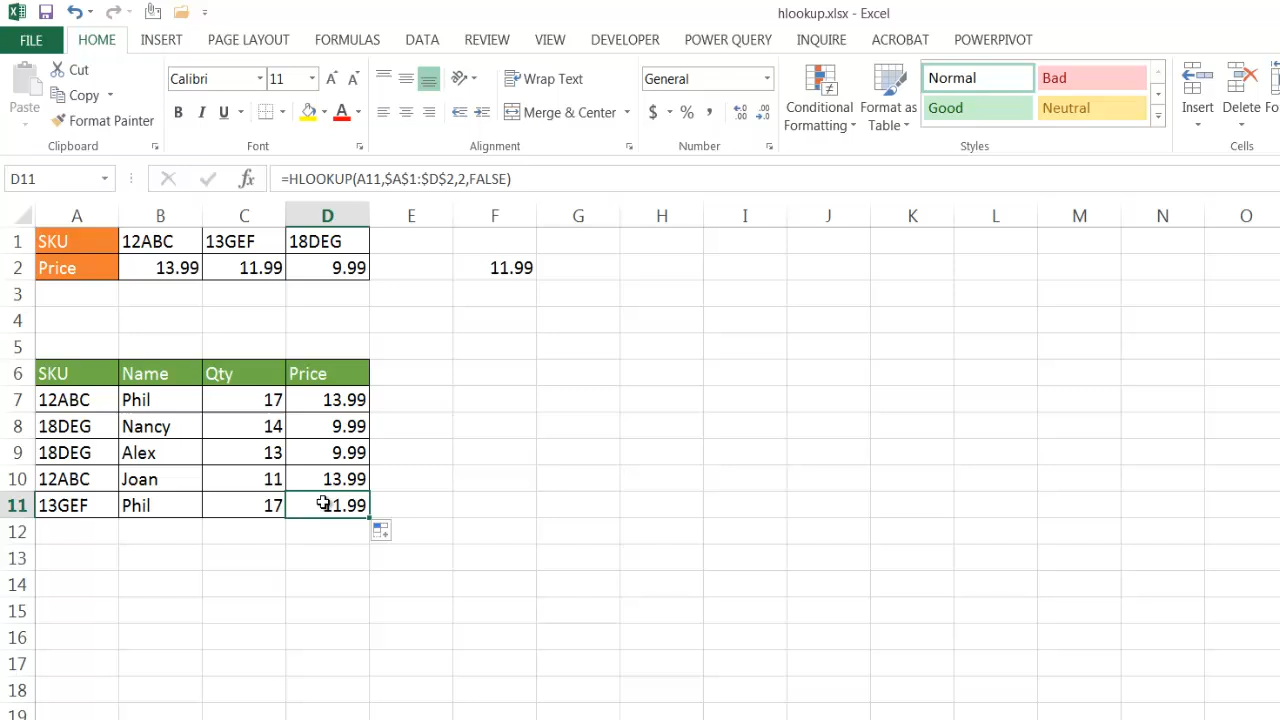 hlookup.xlsx - Excel
FILE HOME INSERT PAGE LAYOUT FORMULAS DATA REVIEW VIEW DEVELOPER POWER QUERY INQUIRE ACROBAT POWERPIVOT
Paste
Cut
Copy
Format Painter
Clipboard
Calibri 11
B I U
Font
Wrap Text
Merge & Center
Alignment
General
$ % ,
Number
Conditional Formatting
Format as Table
Normal Bad
Good Neutral
Styles
Insert Delete
Cells
D11 fx =HLOOKUP(A11,$A$1:$D$2,2,FALSE)
A B C D E F G H I J K L M N O
1 SKU 12ABC 13GEF 18DEG
2 Price 13.99 11.99 9.99 11.99
3
4
5
6 SKU Name Qty Price
7 12ABC Phil 17 13.99
8 18DEG Nancy 14 9.99
9 18DEG Alex 13 9.99
10 12ABC Joan 11 13.99
11 13GEF Phil 17 11.99
12
13
14
15
16
17
18
19